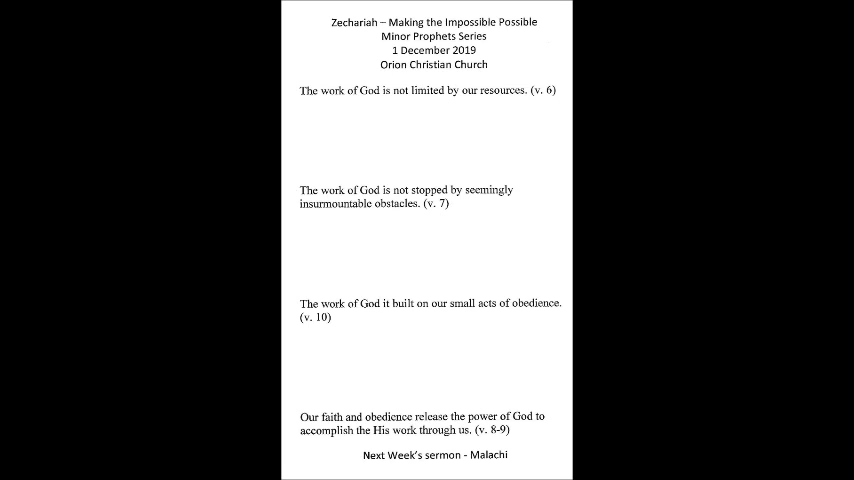 Zechariah – Making the Impossible Possible
Minor Prophets Series
1 December 2019
Orion Christian Church
The work of God is not limited by our resources. (v. 6)
The work of God is not stopped by seemingly
insurmountable obstacles. (v. 7)
The work of God it built on our small acts of obedience.
(v. 10)
Our faith and obedience release the power of God to
accomplish the His work through us. (v. 8-9)
Next Week's sermon - Malachi